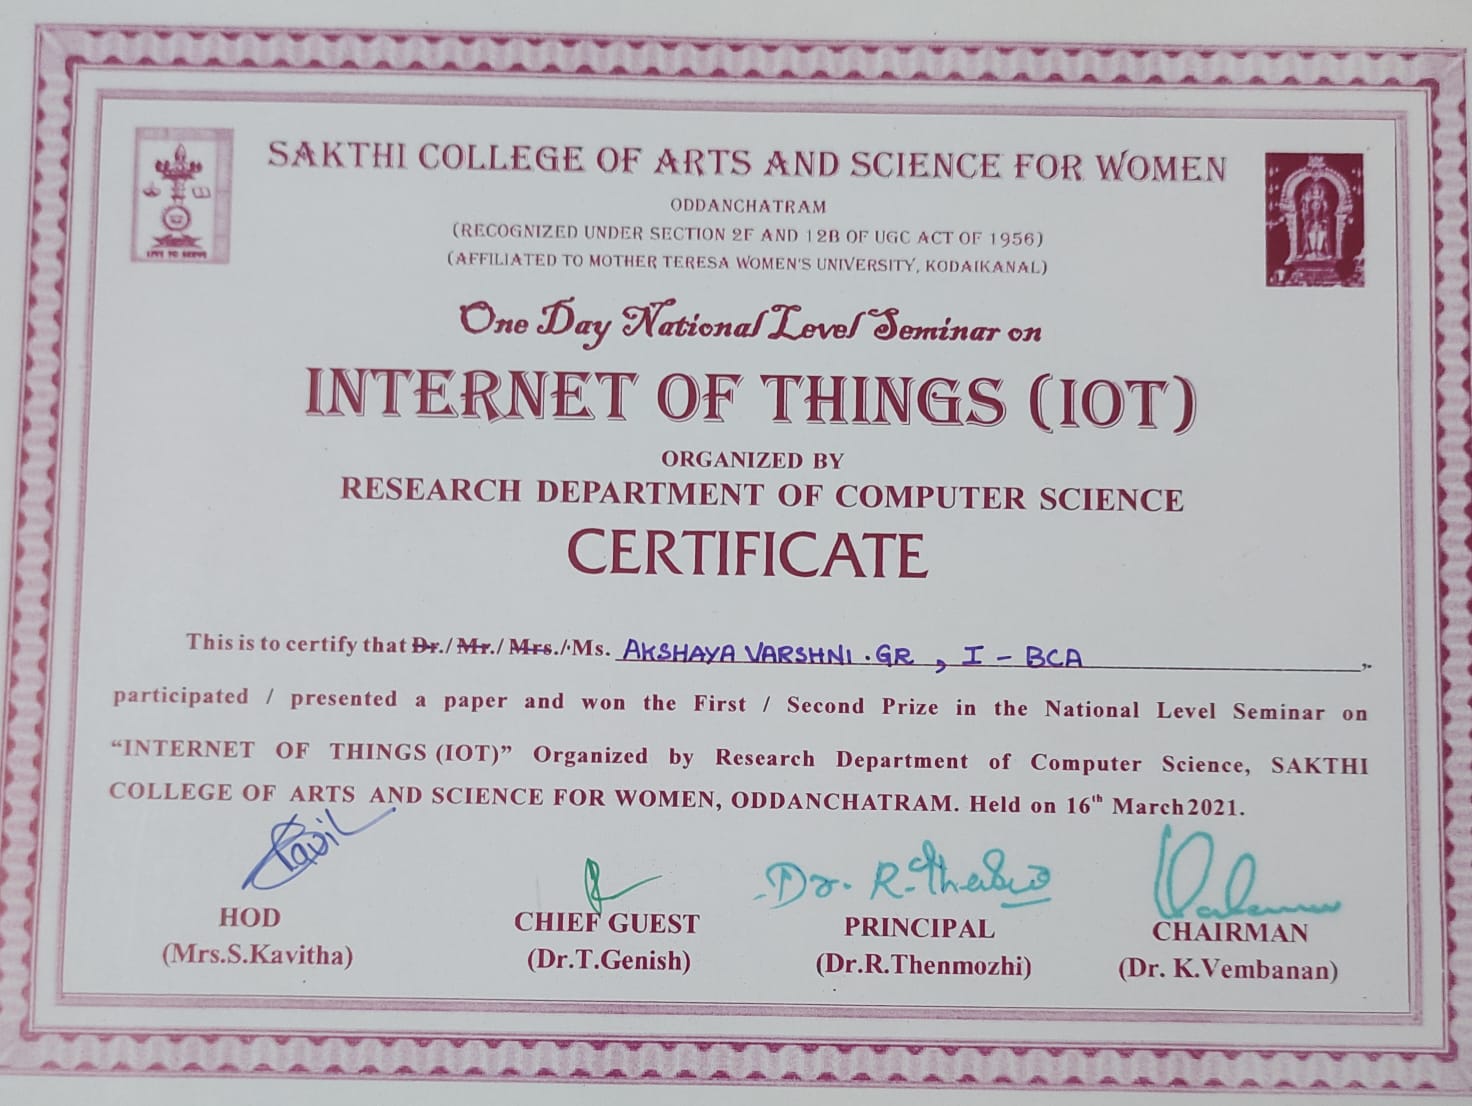 SAKTHI COLLEGE OF ARTS AND SCIENCE FOR WOMEN
ODDANCHATRAM
(RECOGNIZED UNDER SECTION 2F AND 12B OF UGC ACT OF 1956)
(AFFILIATED TO MOTHER TERESA WOMEN'S UNIVERSITY, KODAIKANAL)
LIVE TO SERVE
One Day National Level Seminar on
INTERNET OF THINGS (IOT)
ORGANIZED BY
RESEARCH DEPARTMENT OF COMPUTER SCIENCE
CERTIFICATE
This is to certify that Dr./ Mr./ Mrs./ Ms. AKSHAYA VARSHNI . GR , I - BCA ,
participated / presented a paper and won the First / Second Prize in the National Level Seminar on
“INTERNET OF THINGS (IOT)” Organized by Research Department of Computer Science, SAKTHI
COLLEGE OF ARTS AND SCIENCE FOR WOMEN, ODDANCHATRAM. Held on 16th March 2021.
Dr. R.
HOD CHIEF GUEST PRINCIPAL CHAIRMAN
(Mrs.S.Kavitha) (Dr.T.Genish) (Dr.R.Thenmozhi) (Dr. K.Vembanan)